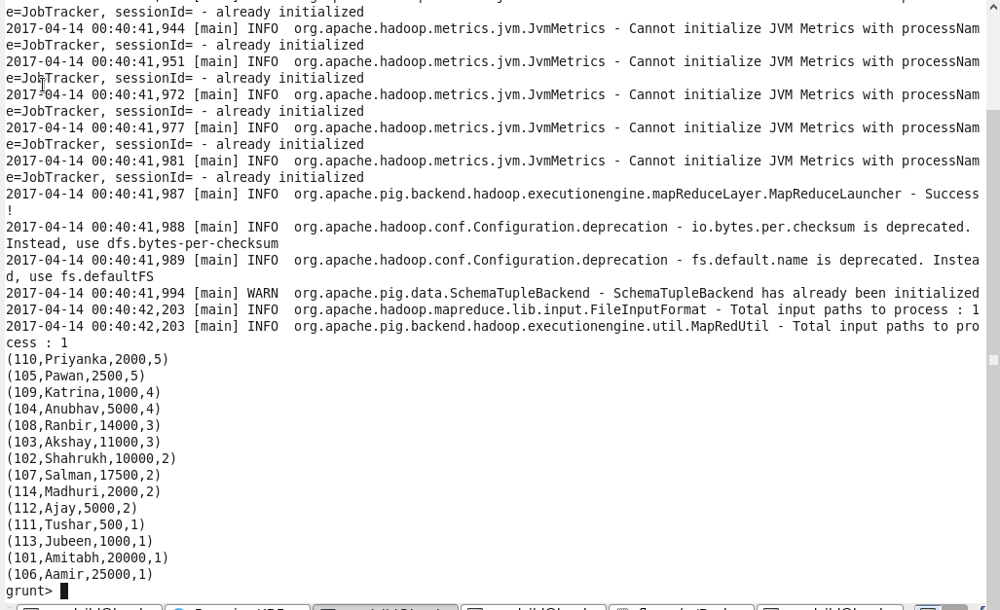 e=JobTracker, sessionId= - already initialized
2017-04-14 00:40:41,944 [main] INFO  org.apache.hadoop.metrics.jvm.JvmMetrics - Cannot initialize JVM Metrics with processNam
e=JobTracker, sessionId= - already initialized
2017-04-14 00:40:41,951 [main] INFO  org.apache.hadoop.metrics.jvm.JvmMetrics - Cannot initialize JVM Metrics with processNam
e=JobTracker, sessionId= - already initialized
2017-04-14 00:40:41,972 [main] INFO  org.apache.hadoop.metrics.jvm.JvmMetrics - Cannot initialize JVM Metrics with processNam
e=JobTracker, sessionId= - already initialized
2017-04-14 00:40:41,977 [main] INFO  org.apache.hadoop.metrics.jvm.JvmMetrics - Cannot initialize JVM Metrics with processNam
e=JobTracker, sessionId= - already initialized
2017-04-14 00:40:41,981 [main] INFO  org.apache.hadoop.metrics.jvm.JvmMetrics - Cannot initialize JVM Metrics with processNam
e=JobTracker, sessionId= - already initialized
2017-04-14 00:40:41,987 [main] INFO  org.apache.pig.backend.hadoop.executionengine.mapReduceLayer.MapReduceLauncher - Success
!
2017-04-14 00:40:41,988 [main] INFO  org.apache.hadoop.conf.Configuration.deprecation - io.bytes.per.checksum is deprecated.
Instead, use dfs.bytes-per-checksum
2017-04-14 00:40:41,989 [main] INFO  org.apache.hadoop.conf.Configuration.deprecation - fs.default.name is deprecated. Instea
d, use fs.defaultFS
2017-04-14 00:40:41,994 [main] WARN  org.apache.pig.data.SchemaTupleBackend - SchemaTupleBackend has already been initialized
2017-04-14 00:40:42,203 [main] INFO  org.apache.hadoop.mapreduce.lib.input.FileInputFormat - Total input paths to process : 1
2017-04-14 00:40:42,203 [main] INFO  org.apache.pig.backend.hadoop.executionengine.util.MapRedUtil - Total input paths to pro
cess : 1
(110,Priyanka,2000,5)
(105,Pawan,2500,5)
(109,Katrina,1000,4)
(104,Anubhav,5000,4)
(108,Ranbir,14000,3)
(103,Akshay,11000,3)
(102,Shahrukh,10000,2)
(107,Salman,17500,2)
(114,Madhuri,2000,2)
(112,Ajay,5000,2)
(111,Tushar,500,1)
(113,Jubeen,1000,1)
(101,Amitabh,20000,1)
(106,Aamir,25000,1)
grunt>